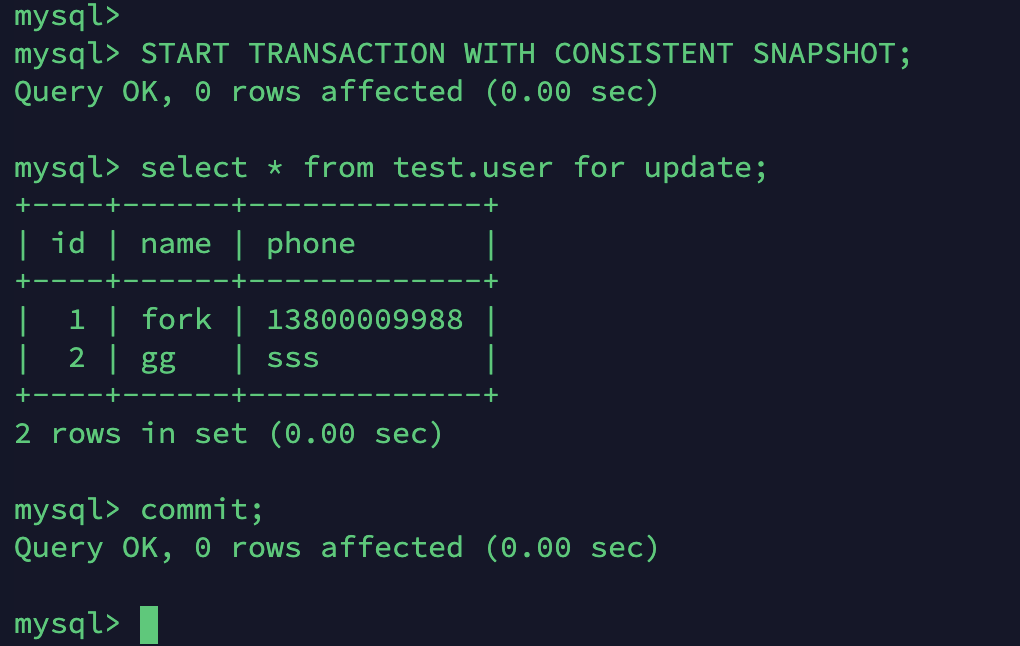 mysql>
mysql> START TRANSACTION WITH CONSISTENT SNAPSHOT;
Query OK, 0 rows affected (0.00 sec)

mysql> select * from test.user for update;
+----+------+-------------+
| id | name | phone       |
+----+------+-------------+
|  1 | fork | 13800009988 |
|  2 | gg   | sss         |
+----+------+-------------+
2 rows in set (0.00 sec)

mysql> commit;
Query OK, 0 rows affected (0.00 sec)

mysql>